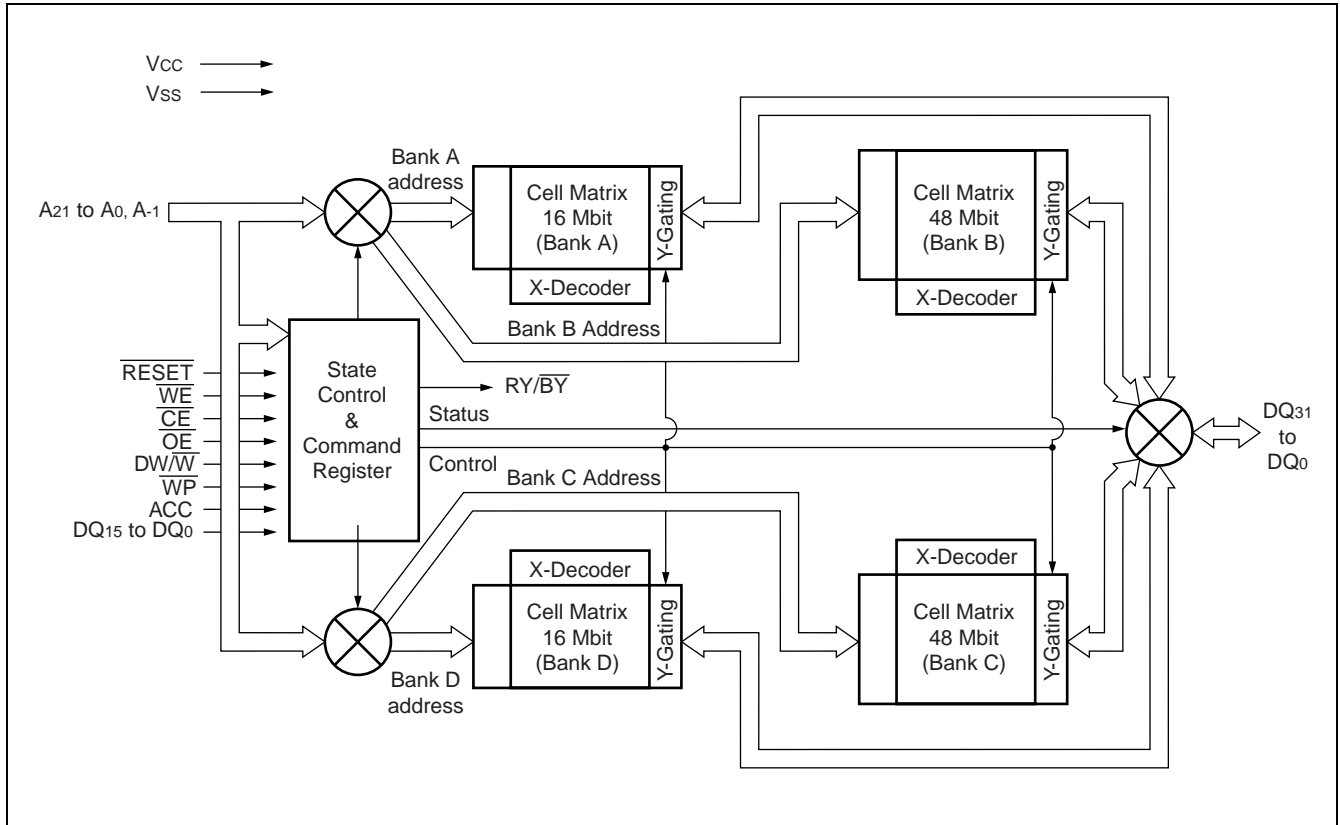 Vcc
Vss
A21 to A0, A-1
Bank A
address
Cell Matrix
16 Mbit
(Bank A)
Y-Gating
X-Decoder
Cell Matrix
48 Mbit
(Bank B)
Y-Gating
X-Decoder
Bank B Address
RESET
WE
CE
OE
DW/W
WP
ACC
DQ15 to DQ0
State
Control
&
Command
Register
RY/BY
Status
Control
DQ31
to
DQ0
Bank C Address
X-Decoder
Cell Matrix
16 Mbit
(Bank D)
Y-Gating
X-Decoder
Cell Matrix
48 Mbit
(Bank C)
Y-Gating
Bank D
address